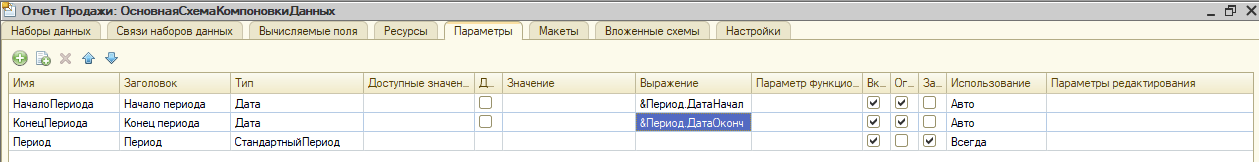 Отчет Продажи: ОсновнаяСхемаКомпоновкиДанных
Наборы данных Связи наборов данных Вычисляемые поля Ресурсы Параметры Макеты Вложенные схемы Настройки
Имя Заголовок Тип Доступные значен... Д... Значение Выражение Параметр функцио... Вк... Ог... За... Использование Параметры редактирования
НачалоПериода Начало периода Дата &Период.ДатаНачал Авто
КонецПериода Конец периода Дата &Период.ДатаОконч Авто
Период Период СтандартныйПериод Всегда